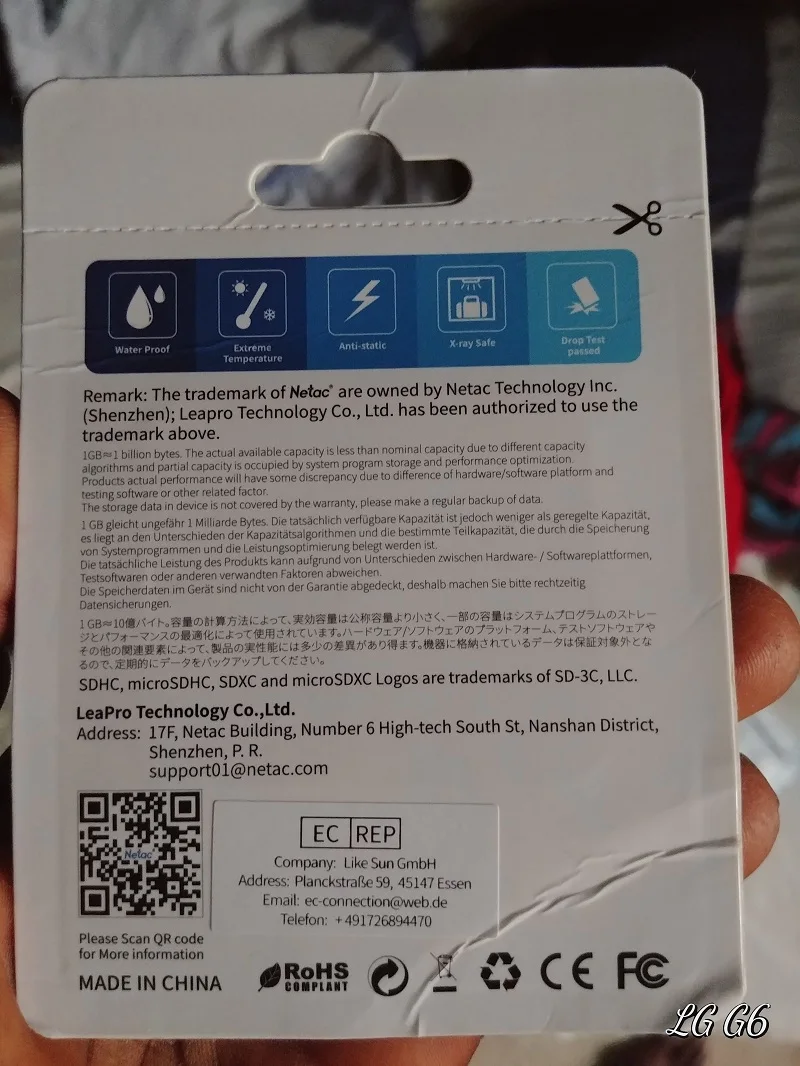 Water Proof
Extreme
Temperature
Anti-static
X-ray Safe
Drop Test
passed
Remark: The trademark of Netac® are owned by Netac Technology Inc.
(Shenzhen); Leapro Technology Co., Ltd. has been authorized to use the
trademark above.
1GB≈1 billion bytes. The actual available capacity is less than nominal capacity due to different capacity
algorithms and partial capacity is occupied by system program storage and performance optimization.
Products actual performance will have some discrepancy due to difference of hardware/software platform and
testing software or other related factor.
The storage data in device is not covered by the warranty, please make a regular backup of data.
1 GB gleicht ungefähr 1 Milliarde Bytes. Die tatsächlich verfügbare Kapazität ist jedoch weniger als geregelte Kapazität,
es liegt an den Unterschieden der Kapazitätsalgorithmen und die bestimmte Teilkapazität, die durch die Speicherung
von Systemprogrammen und die Leistungsoptimierung belegt werden ist.
Die tatsächliche Leistung des Produkts kann aufgrund von Unterschieden zwischen Hardware- / Softwareplattformen,
Testsoftwaren oder anderen verwandten Faktoren abweichen.
Die Speicherdaten im Gerät sind nicht von der Garantie abgedeckt, deshalb machen Sie bitte rechtzeitig
Datensicherungen.
1 GB≈10億バイト。容量の計算方法によって、実効容量は公称容量より小さく、一部の容量はシステムプログラムのストレー
ジとパフォーマンスの最適化によって使用されています。ハードウェア/ソフトウェアのプラットフォーム、テストソフトウェアや
その他の関連要素によって、製品の実性能には多少の差異があり得ます。機器に格納されているデータは保証対象外とな
るので、定期的にデータをバックアップしてください。
SDHC, microSDHC, SDXC and microSDXC Logos are trademarks of SD-3C, LLC.
LeaPro Technology Co.,Ltd.
Address: 17F, Netac Building, Number 6 High-tech South St, Nanshan District,
Shenzhen, P. R.
support01@netac.com
Netac
EC REP
Company: Like Sun GmbH
Address: Planckstraße 59, 45147 Essen
Email: ec-connection@web.de
Telefon: +491726894470
Please Scan QR code
for More information
MADE IN CHINA
RoHS
COMPLANT
CE
FC
LG G6